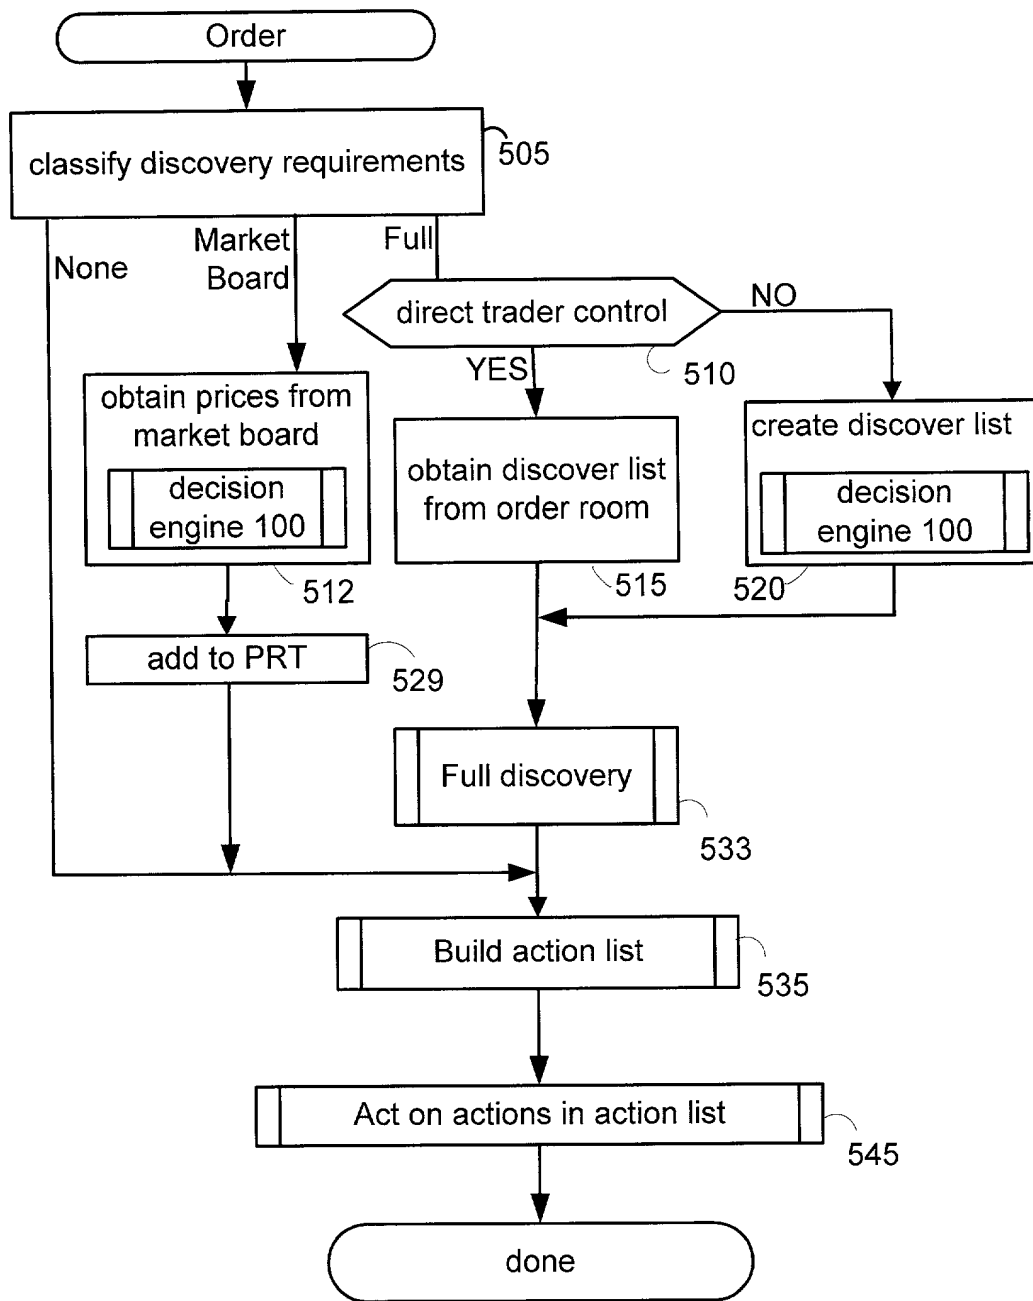 Order
classify discovery requirements
505
None
Market
Board
Full
direct trader control
NO
510
YES
obtain prices from
market board
decision
engine 100
512
obtain discover list
from order room
515
create discover list
decision
engine 100
520
add to PRT
529
Full discovery
533
Build action list
535
Act on actions in action list
545
done